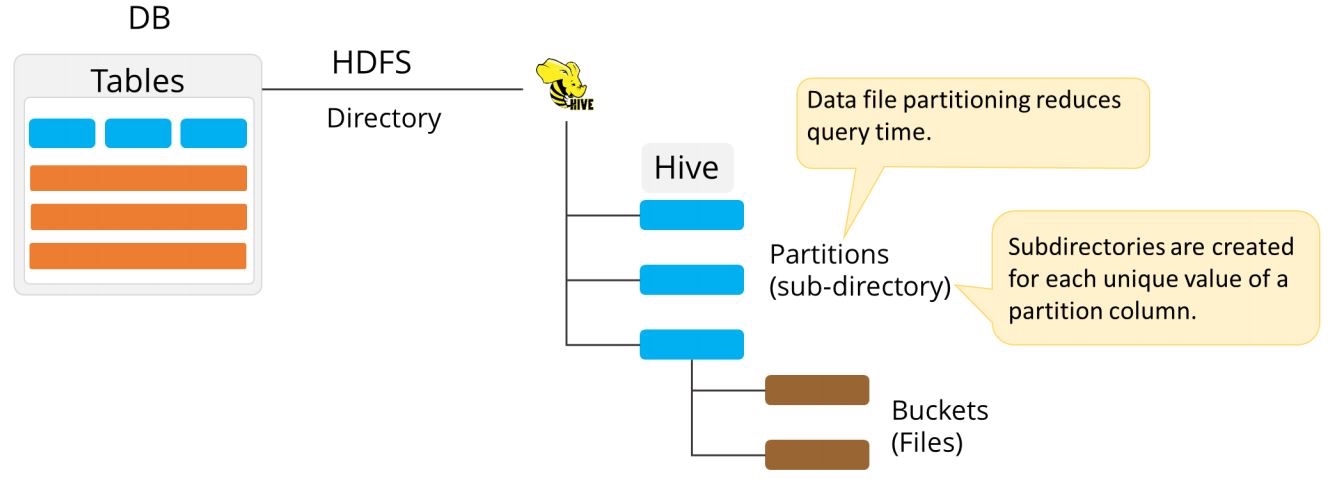 DB
Tables
HDFS
Directory
HIVE
Hive
Data file partitioning reduces
query time.
Partitions
(sub-directory)
Subdirectories are created
for each unique value of a
partition column.
Buckets
(Files)